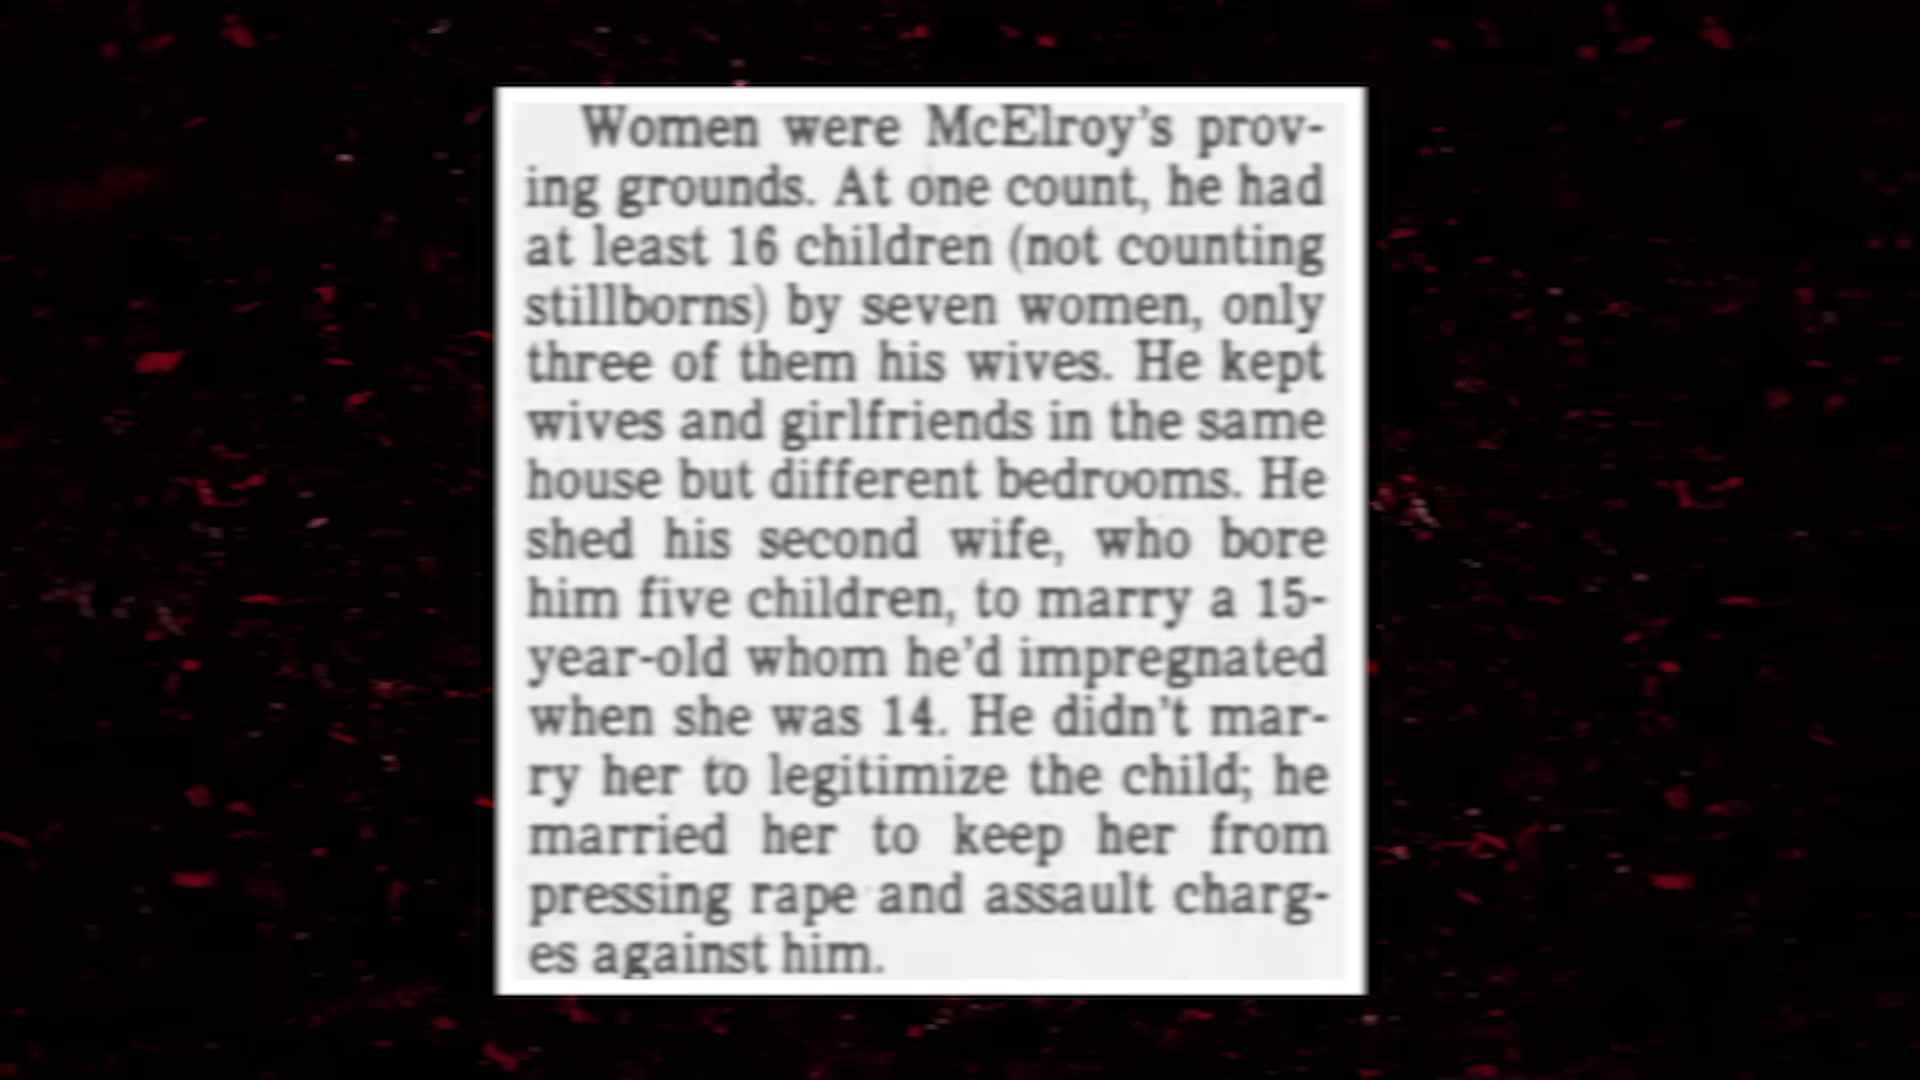 Women were McElroy's prov-
ing grounds. At one count, he had
at least 16 children (not counting
stillborns) by seven women, only
three of them his wives. He kept
wives and girlfriends in the same
house but different bedrooms. He
shed his second wife, who bore
him five children, to marry a 15-
year-old whom he'd impregnated
when she was 14. He didn't mar-
ry her to legitimize the child; he
married her to keep her from
pressing rape and assault charg-
es against him.